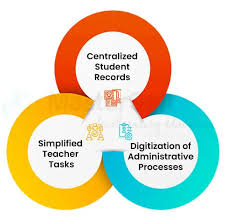 Centralized
Student
Records
Simplified
Teacher
Tasks
Digitization of
Administrative
Processes